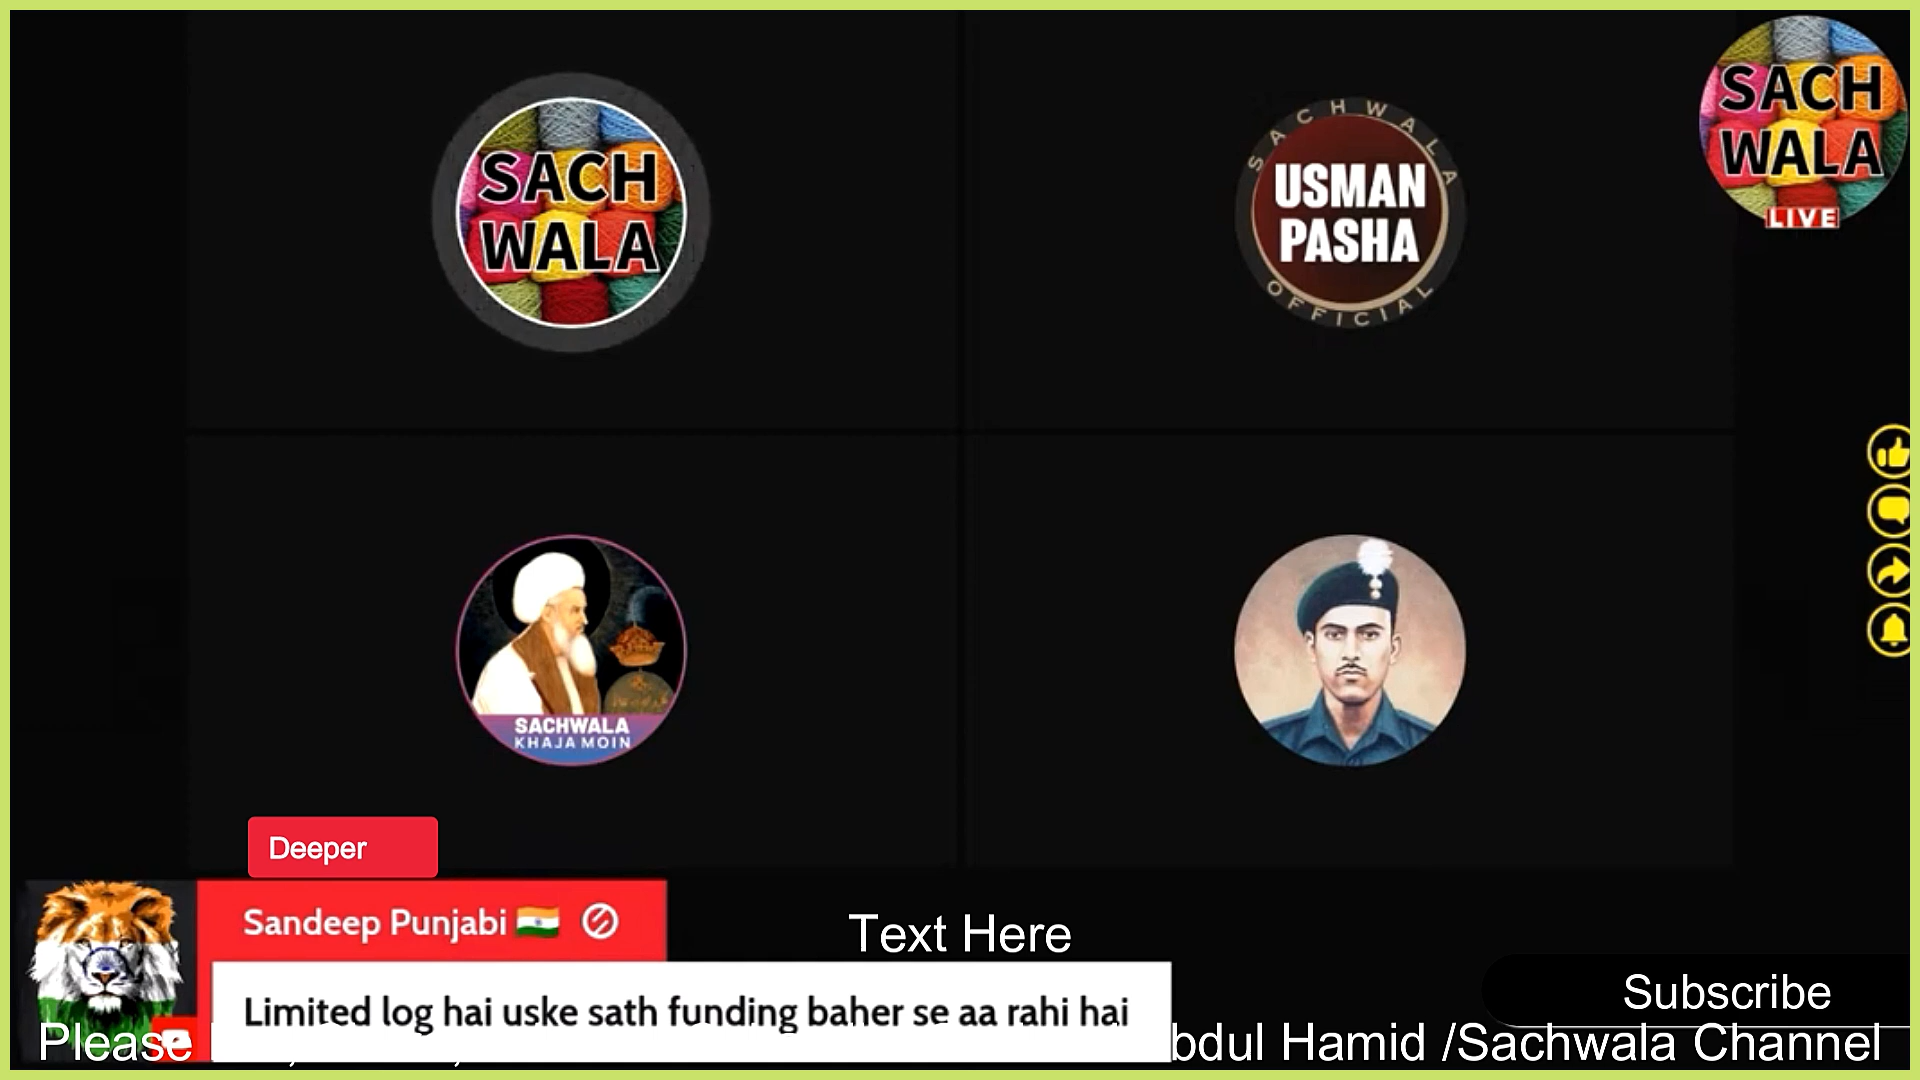 SACH
WALA
SACHWALA
USMAN
PASHA
OFFICIAL
SACH
WALA
LIVE
SACHWALA
KHAJA MOIN
Deeper
Sandeep Punjabi
Text Here
Limited log hai uske sath funding baher se aa rahi hai
Subscribe
Please
bdul Hamid /Sachwala Channel